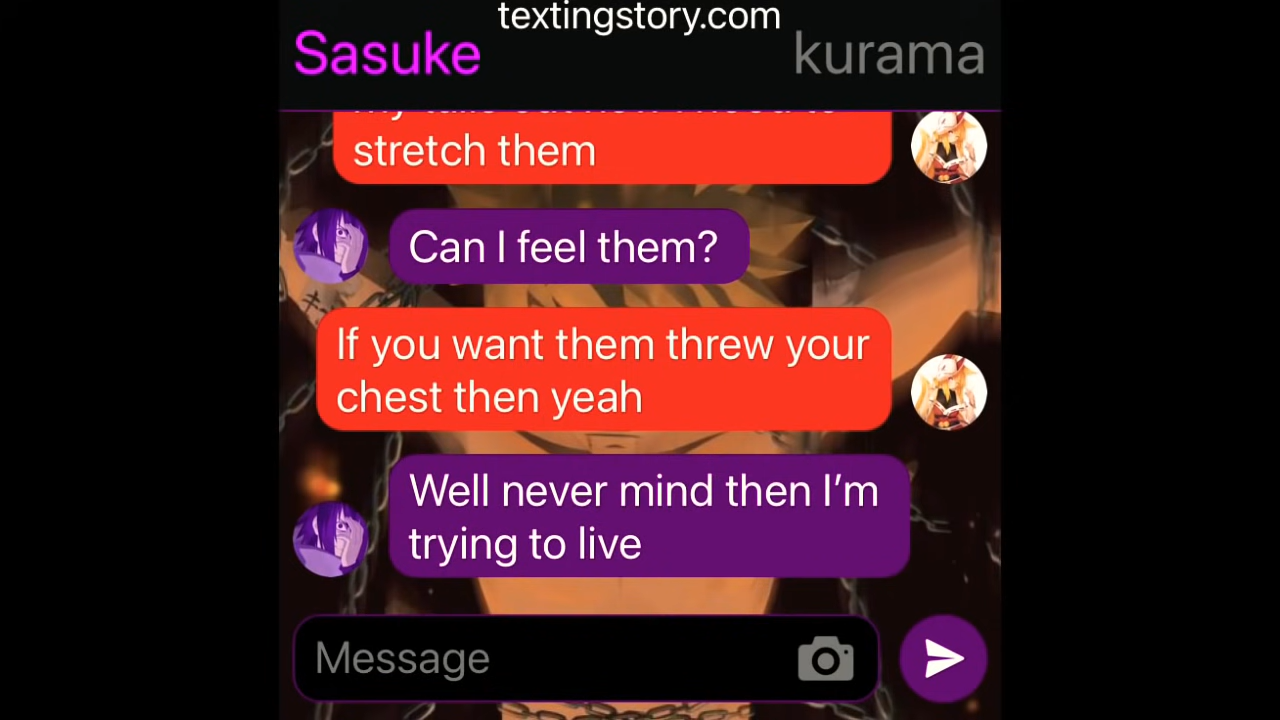 textingstory.com
Sasuke
kurama
stretch them
Can I feel them?
If you want them threw your
chest then yeah
Well never mind then I’m
trying to live
Message